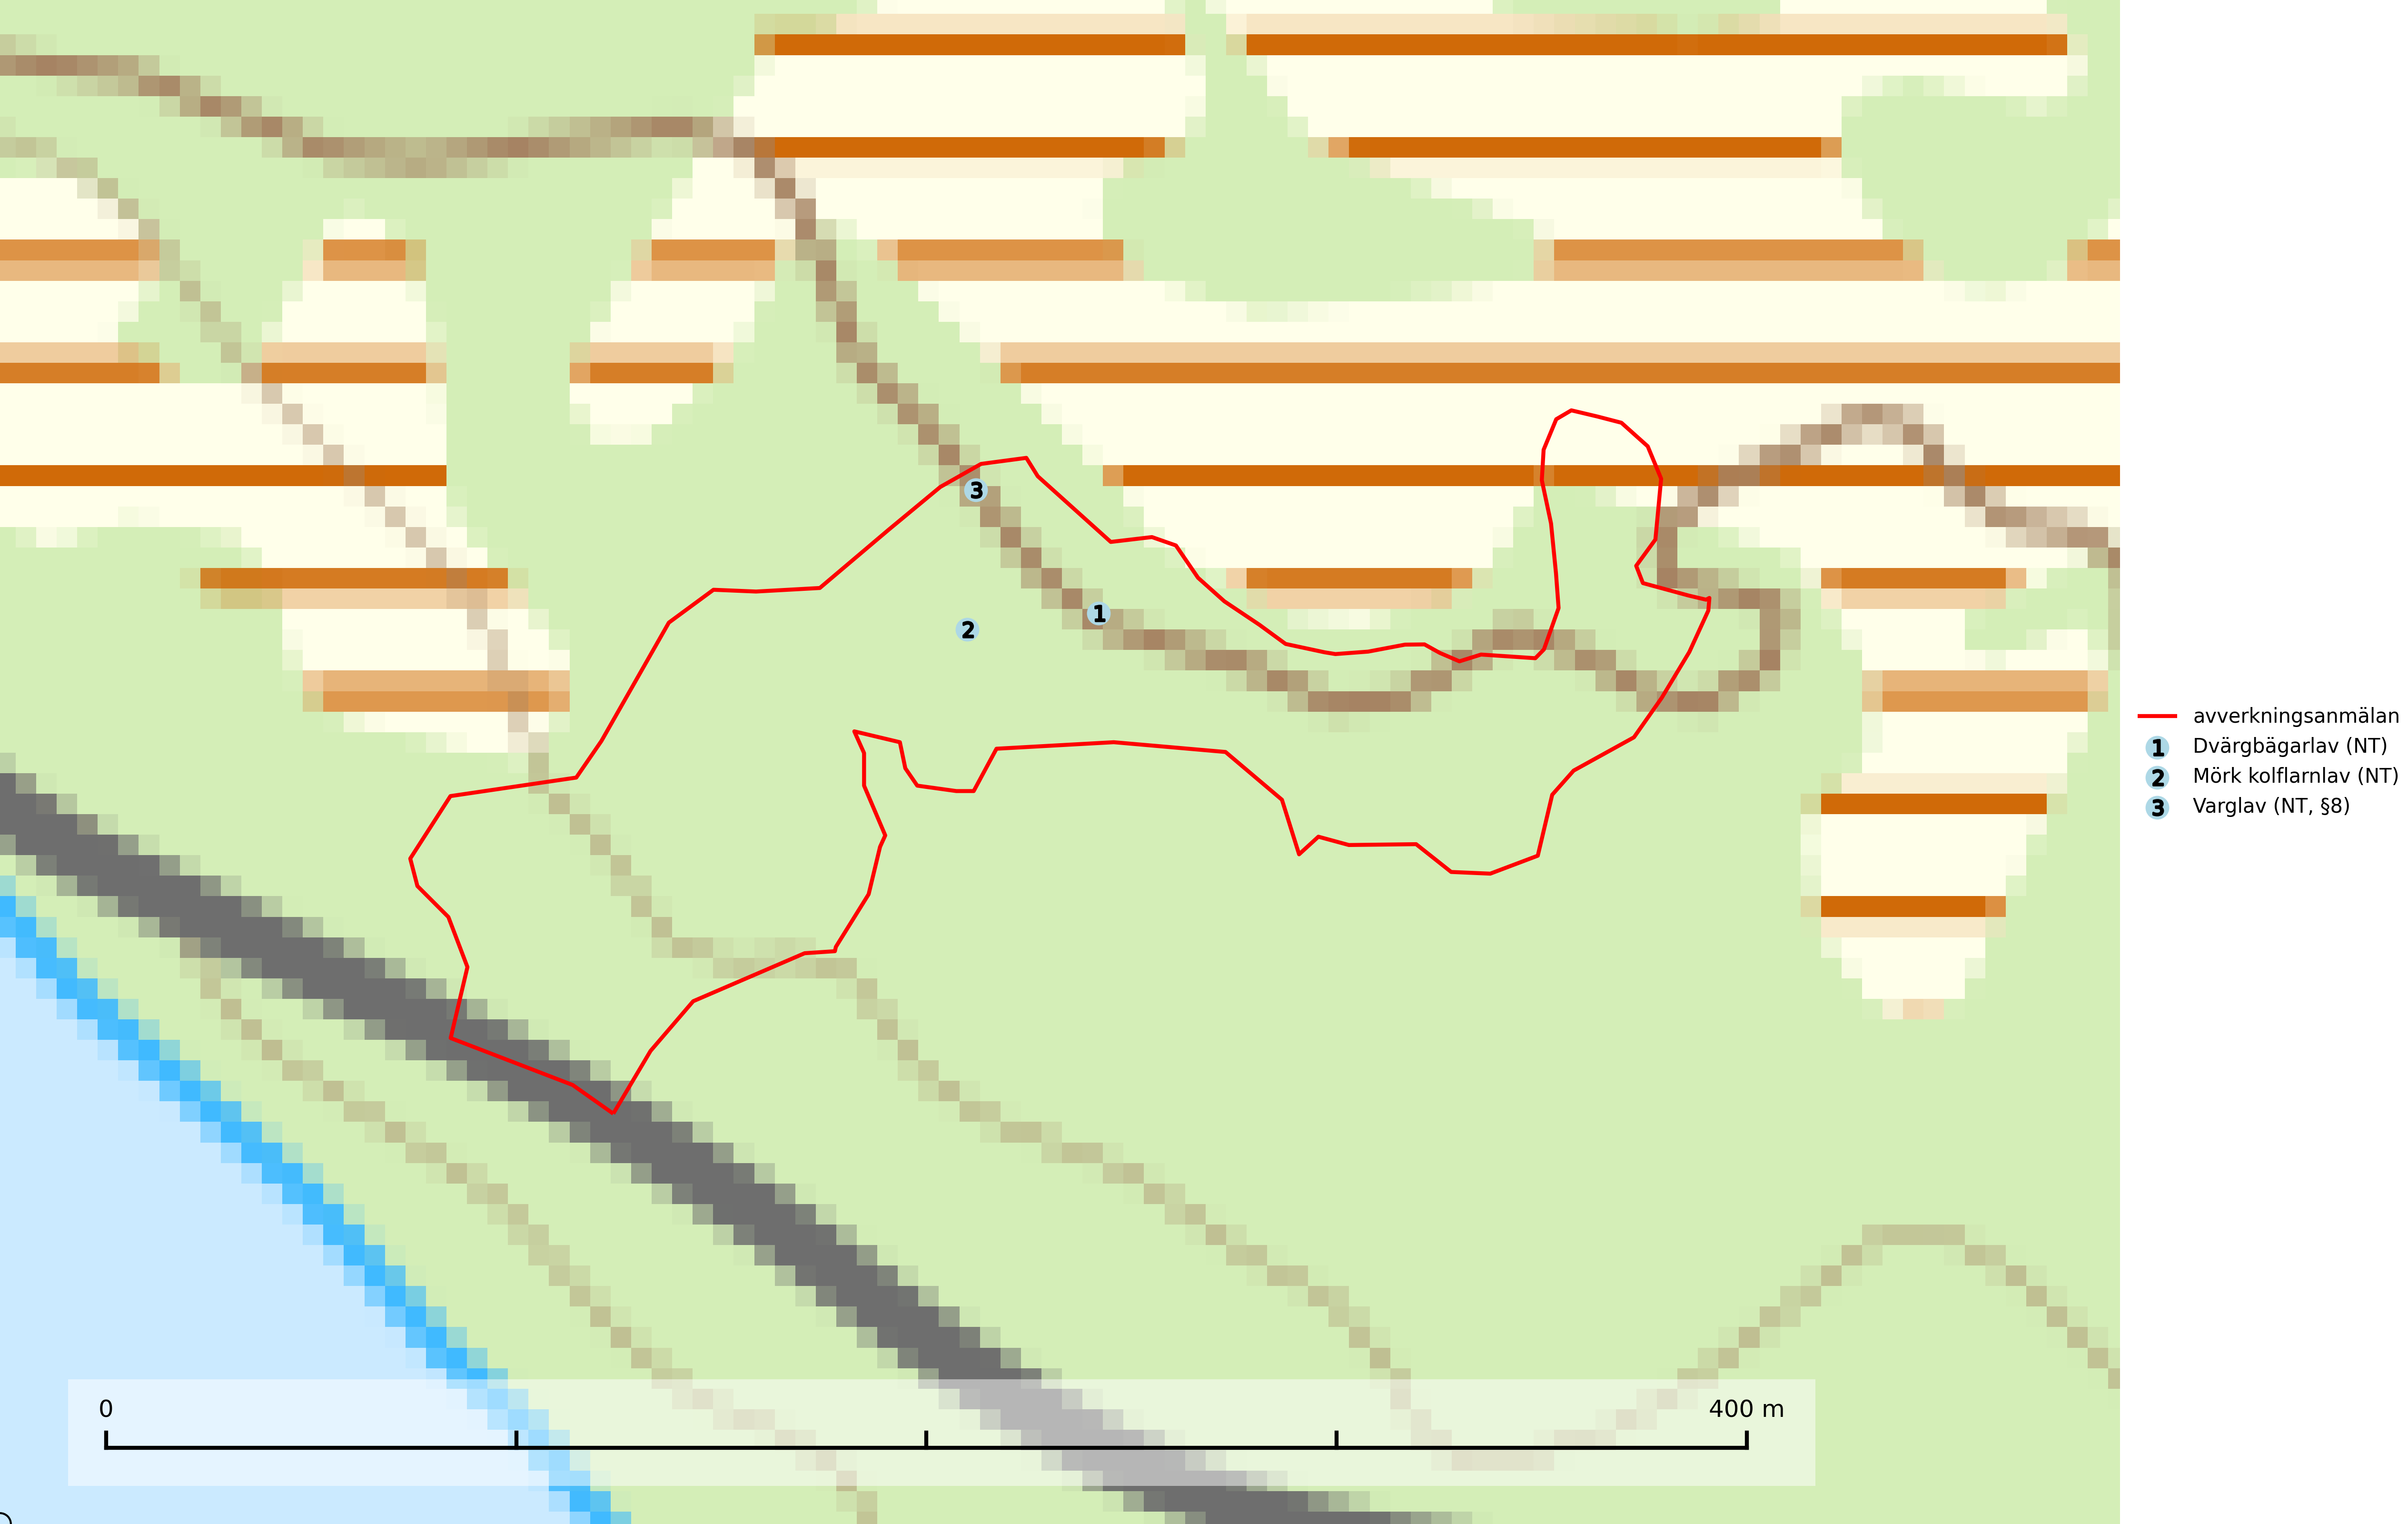 3
1
2
avverkningsanmälan
1 Dvärgbägarlav (NT)
2 Mörk kolflarnlav (NT)
3 Varglav (NT, §8)
0 400 m